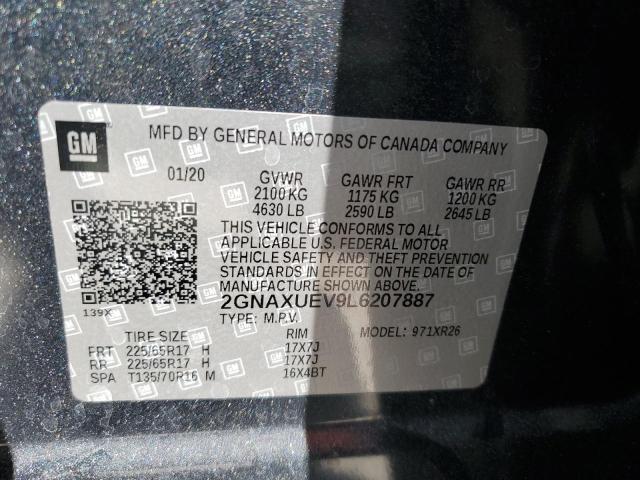 GM
MFD BY GENERAL MOTORS OF CANADA COMPANY
01/20 GVWR GAWR FRT GAWR RR
2100 KG 1175 KG 1200 KG
4630 LB 2590 LB 2645 LB
THIS VEHICLE CONFORMS TO ALL
APPLICABLE U.S. FEDERAL MOTOR
VEHICLE SAFETY AND THEFT PREVENTION
STANDARDS IN EFFECT ON THE DATE OF
MANUFACTURE SHOWN ABOVE.
139X 2GNAXUEV9L6207887
TYPE: M.P.V. MODEL: 971XR26
TIRE SIZE RIM
FRT 225/65R17 H 17X7J
RR 225/65R17 H 17X7J
SPA T135/70R16 M 16X4BT